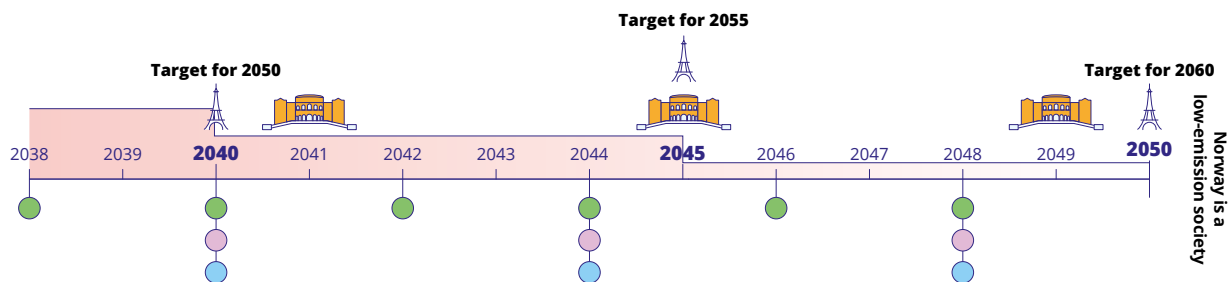 Target for 2055
Target for 2050
Target for 2060
2038
2039
2040
2041
2042
2043
2044
2045
2046
2047
2048
2049
2050
Norway is a
low-emission society